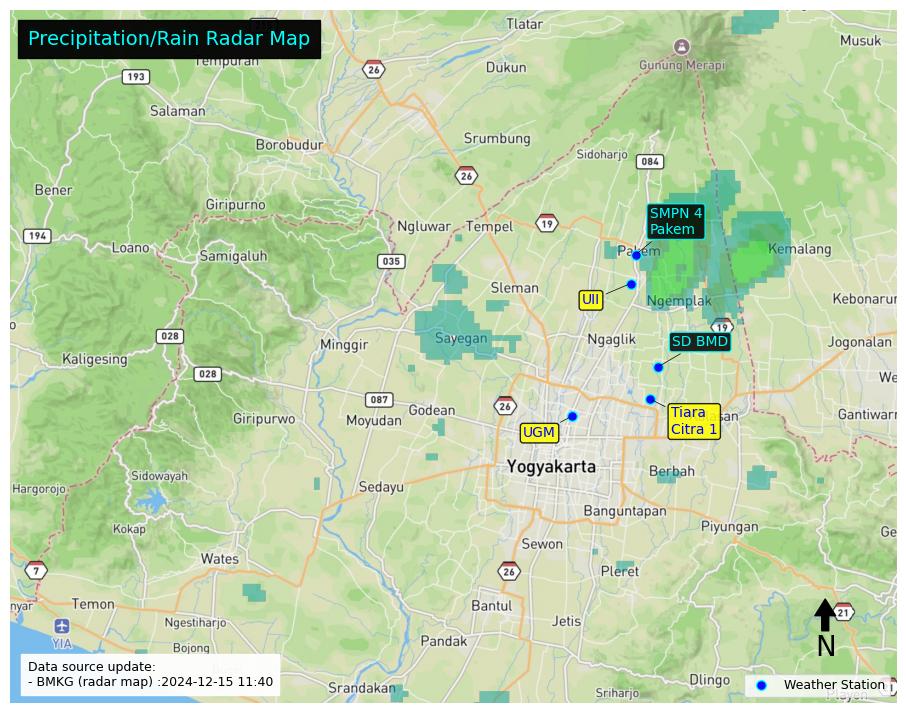 Precipitation/Rain Radar Map
Tlatar
Musuk
26
Gunung Merapi
Dukun
193
Salaman
Srumbung
Borobudur
Sidoharjo
084
26
Bener
Giripurno
SMPN 4
Pakem
19
Ngluwar
Tempel
194
Loano
Samigaluh
Pakem
Kemalang
035
Sleman
UII
Ngemplak
Kebonarun
19
028
Minggir
Sayegan
Ngaglik
SD BMD
Jogonalan
Kaligesing
028
We
087
Godean
26
Giripurwo
Moyudan
Tiara
Citra 1
san
Gantiwarn
UGM
Yogyakarta
Berbah
Hargorojo
Sidowayah
Sedayu
Banguntapan
Kokap
Piyungan
Ge
Sewon
Wates
7
26
Pleret
nyar
Temon
Bantul
21
Ngestiharjo
Jetis
YIA
Bojong
Pandak
N
Data source update:
- BMKG (radar map) :2024-12-15 11:40
Dlingo
Srandakan
Sriharjo
Weather Station